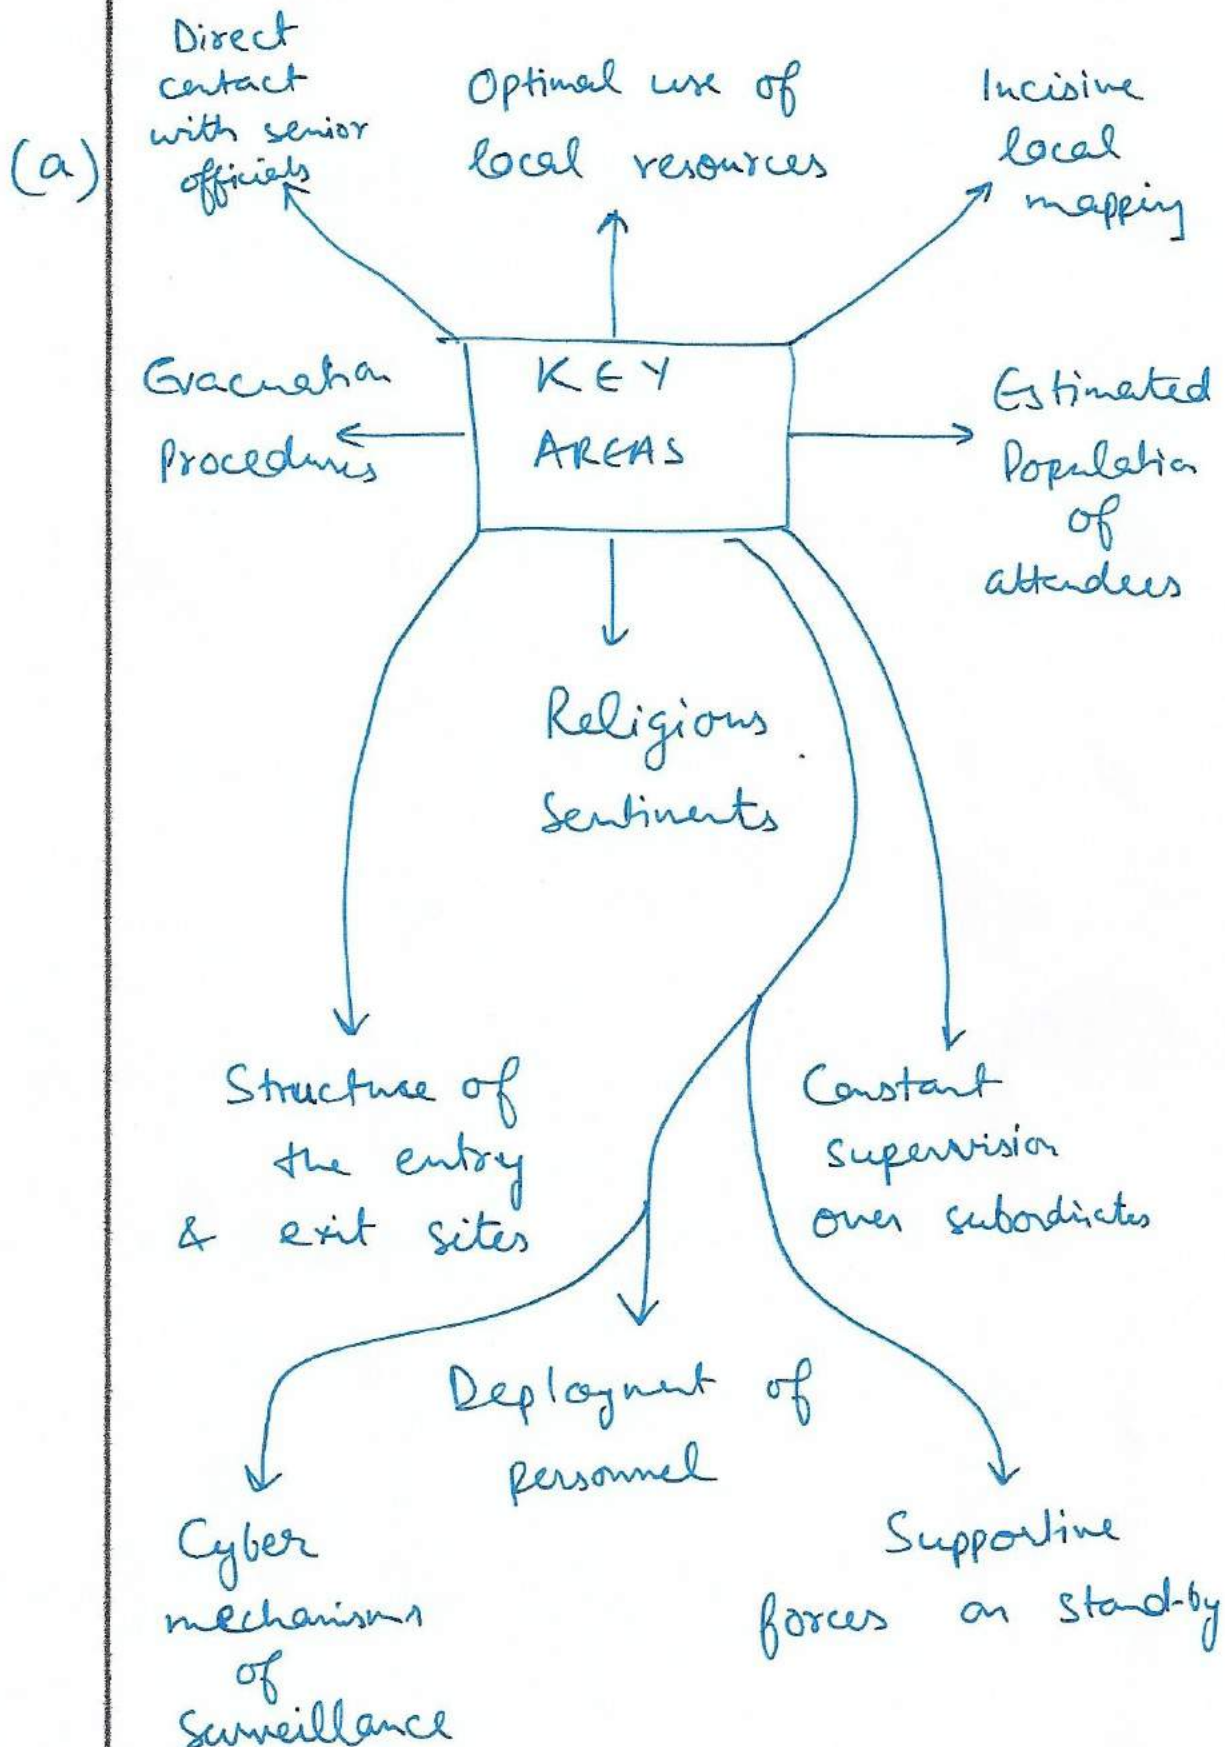 (a)
Direct
contact
with senior
officials
Optimal use of
local resources
Incisive
local
mapping
Evacuation
Procedures
KEY
AREAS
Estimated
Population
of
attendees
Religious
Sentiments
Structure of
the entry
& exit sites
Constant
supervision
over subordinates
Deployment of
personnel
Cyber
mechanisms
of
surveillance
Supportive
forces on stand-by